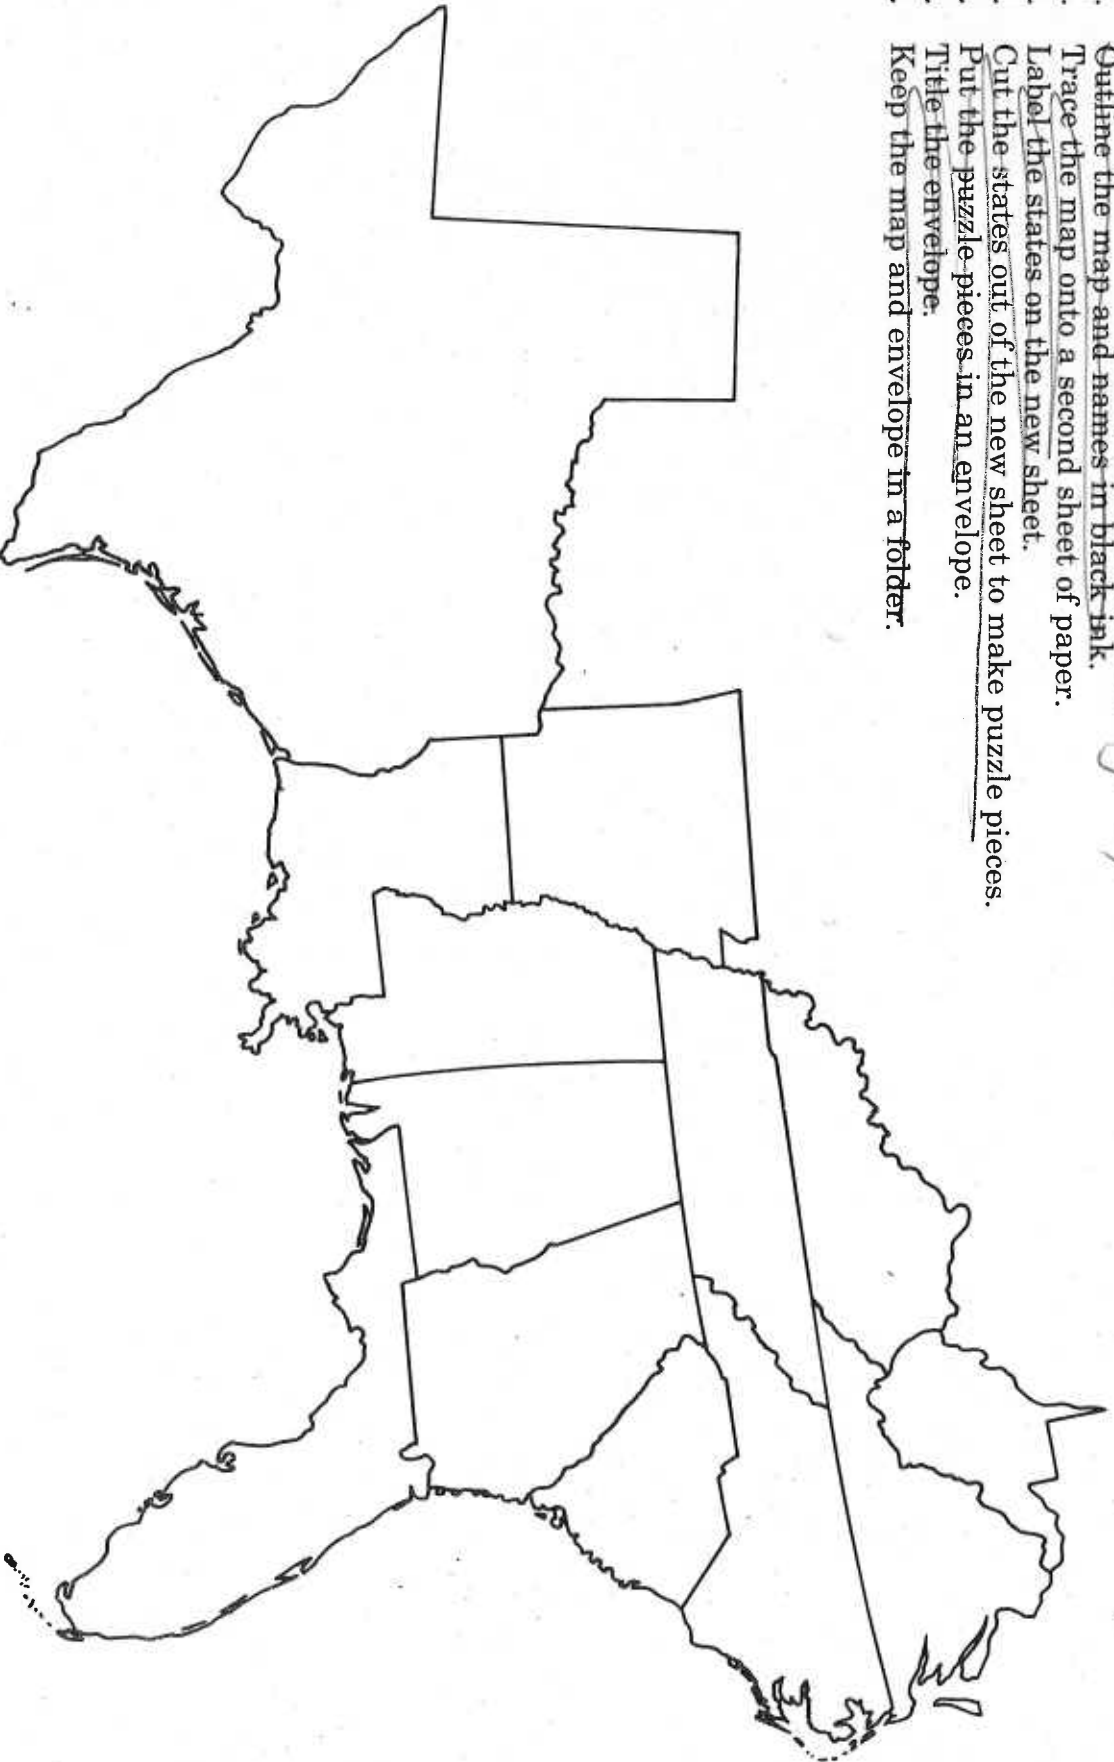 Outline the map and names in black ink.
Trace the map onto a second sheet of paper.
Label the states on the new sheet.
Cut the states out of the new sheet to make puzzle pieces.
Put the puzzle pieces in an envelope.
Title the envelope.
Keep the map and envelope in a folder.